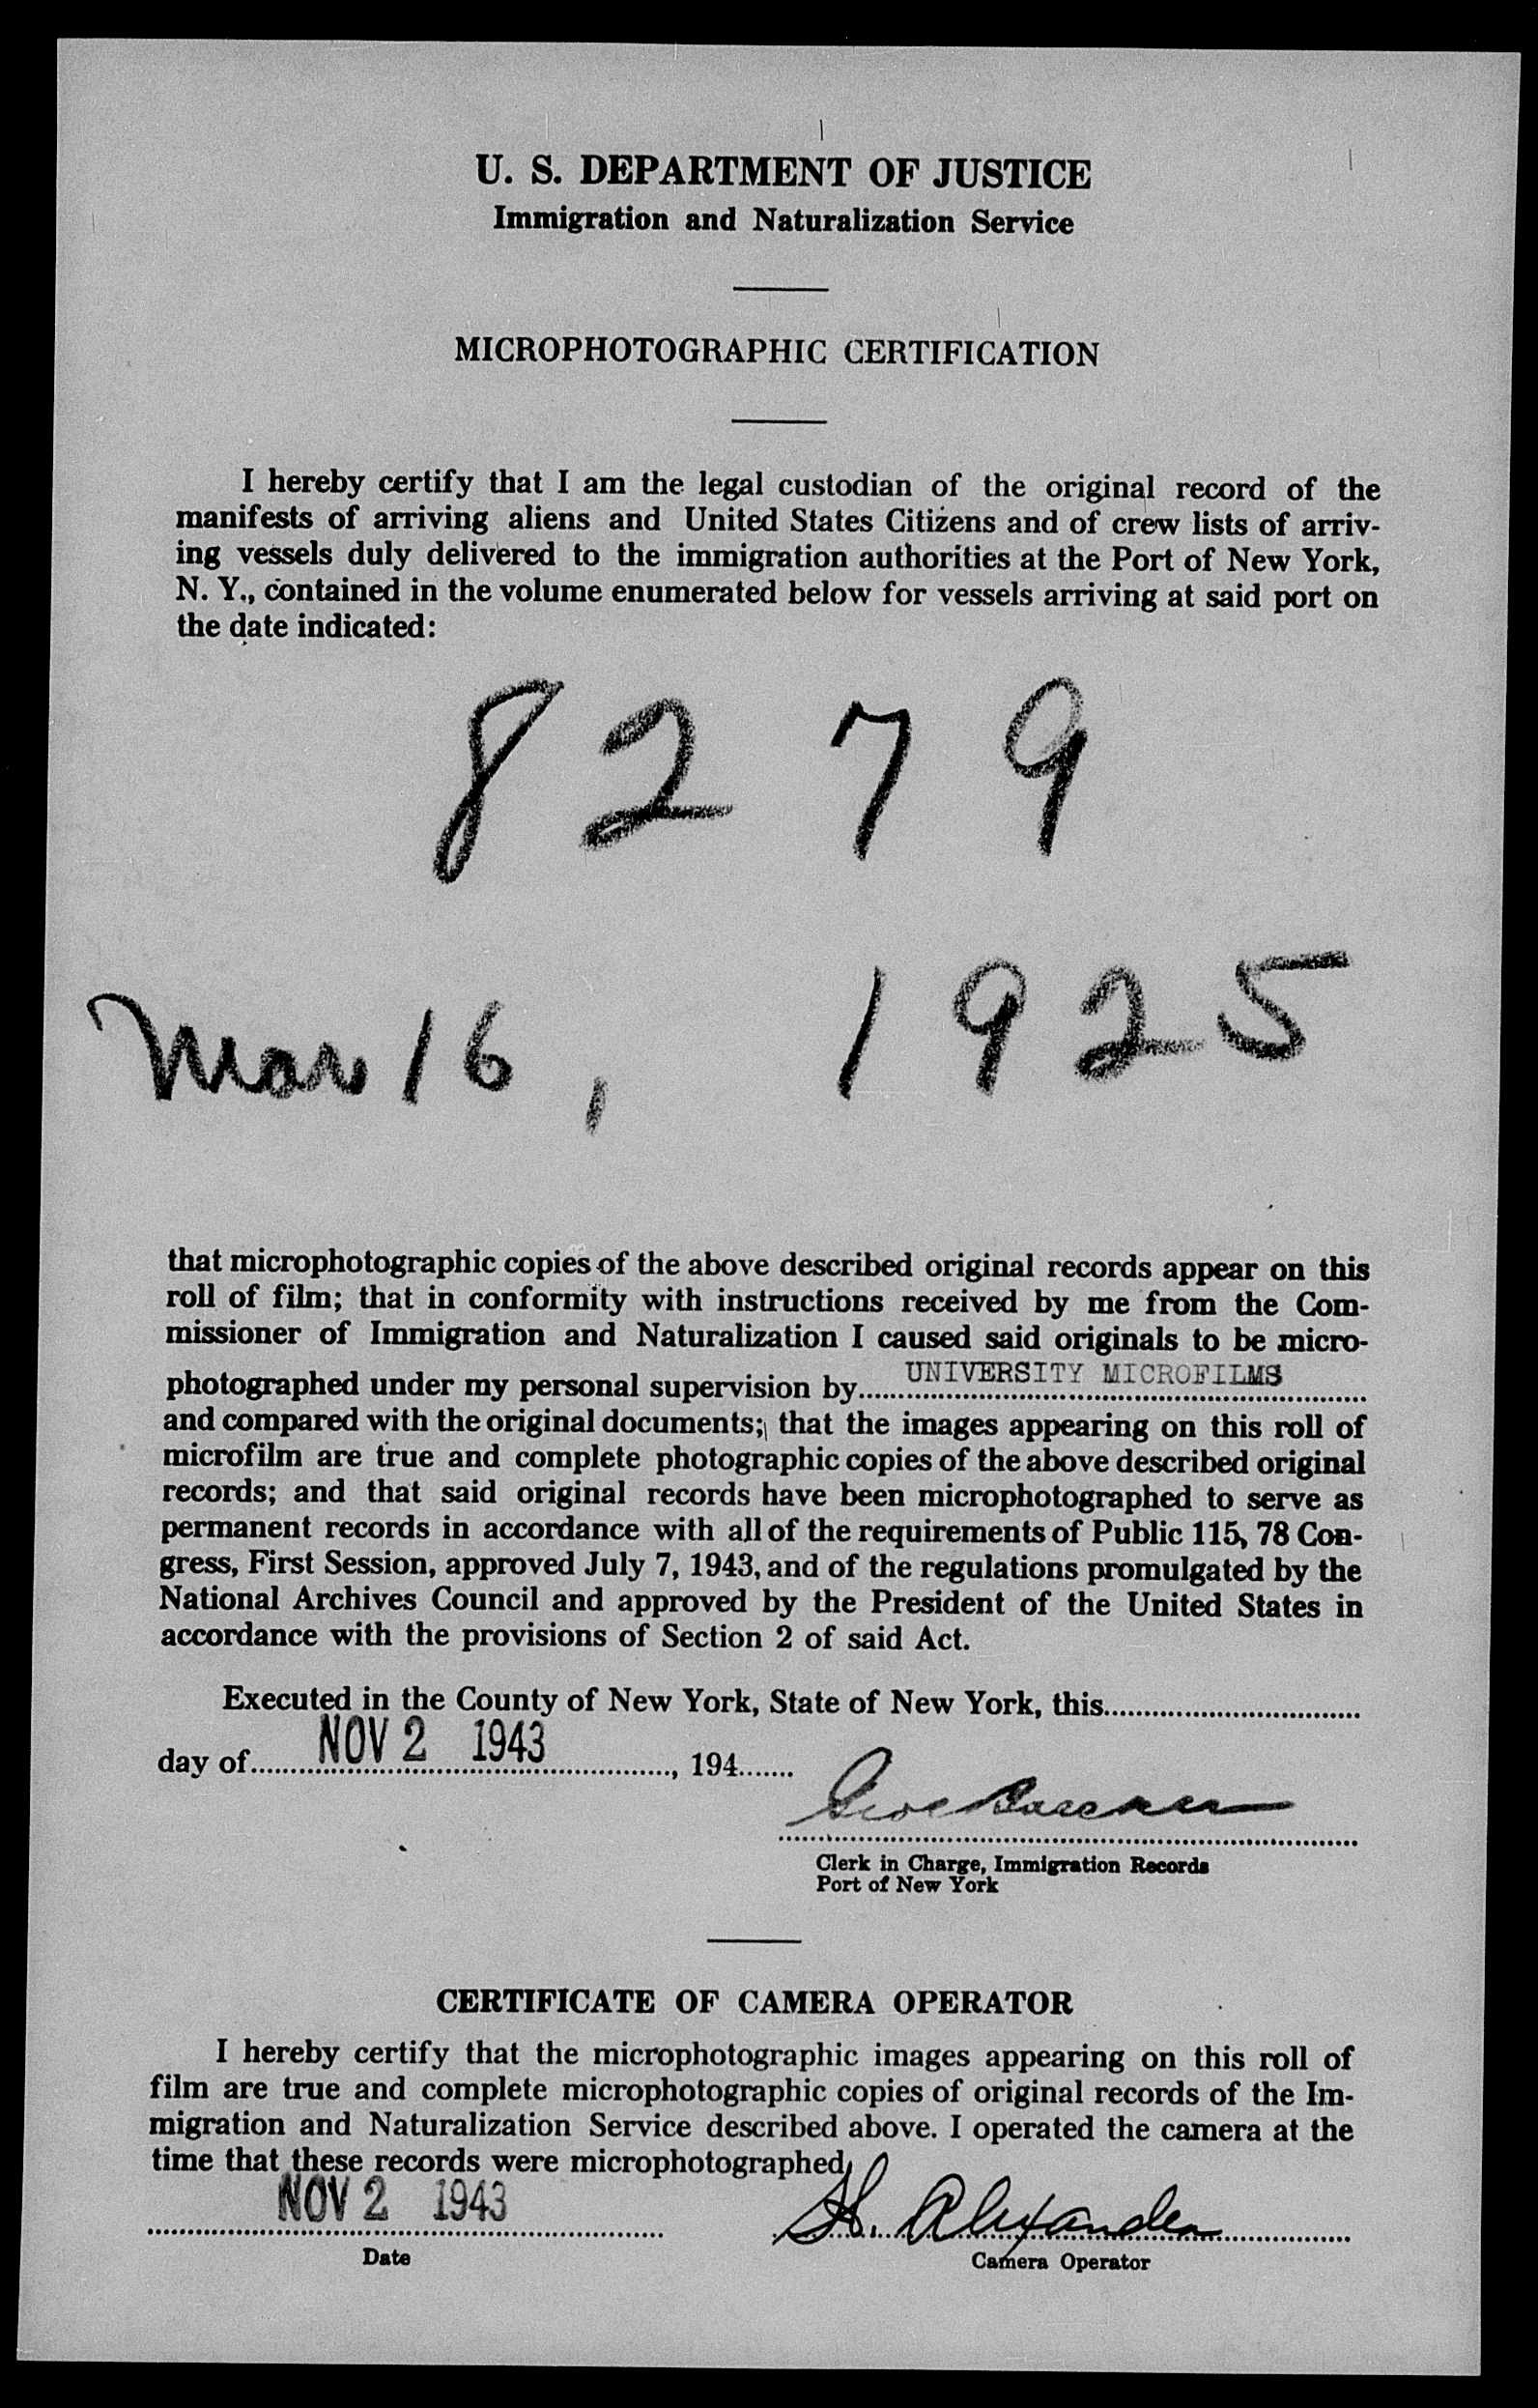 U. S. DEPARTMENT OF JUSTICE
Immigration and Naturalization Service
MICROPHOTOGRAPHIC CERTIFICATION
I hereby certify that I am the legal custodian of the original record of the
manifests of arriving aliens and United States Citizens and of crew lists of arriv-
ing vessels duly delivered to the immigration authorities at the Port of New York,
N. Y., contained in the volume enumerated below for vessels arriving at said port on
the date indicated:
8279
Mar 16, 1925
that microphotographic copies of the above described original records appear on this
roll of film; that in conformity with instructions received by me from the Com-
missioner of Immigration and Naturalization I caused said originals to be micro-
photographed under my personal supervision by UNIVERSITY MICROFILMS
and compared with the original documents; that the images appearing on this roll of
microfilm are true and complete photographic copies of the above described original
records; and that said original records have been microphotographed to serve as
permanent records in accordance with all of the requirements of Public 115, 78 Con-
gress, First Session, approved July 7, 1943, and of the regulations promulgated by the
National Archives Council and approved by the President of the United States in
accordance with the provisions of Section 2 of said Act.
Executed in the County of New York, State of New York, this
day of NOV 2 1943, 194
Clerk in Charge, Immigration Records
Port of New York
CERTIFICATE OF CAMERA OPERATOR
I hereby certify that the microphotographic images appearing on this roll of
film are true and complete microphotographic copies of original records of the Im-
migration and Naturalization Service described above. I operated the camera at the
time that these records were microphotographed.
NOV 2 1943 H. Alexander
Date Camera Operator